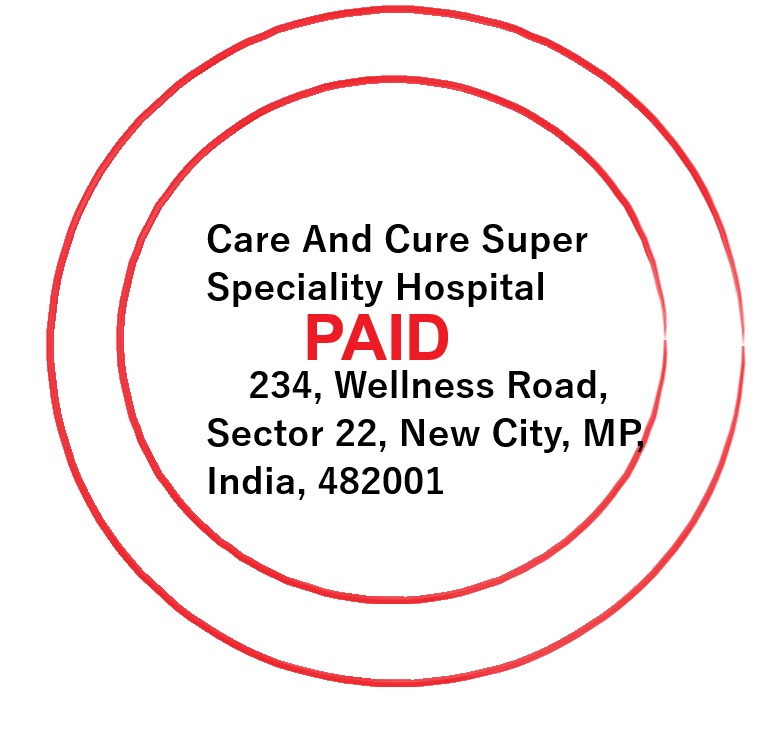 Care And Cure Super
Speciality Hospital
PAID
234, Wellness Road,
Sector 22, New City, MP,
India, 482001